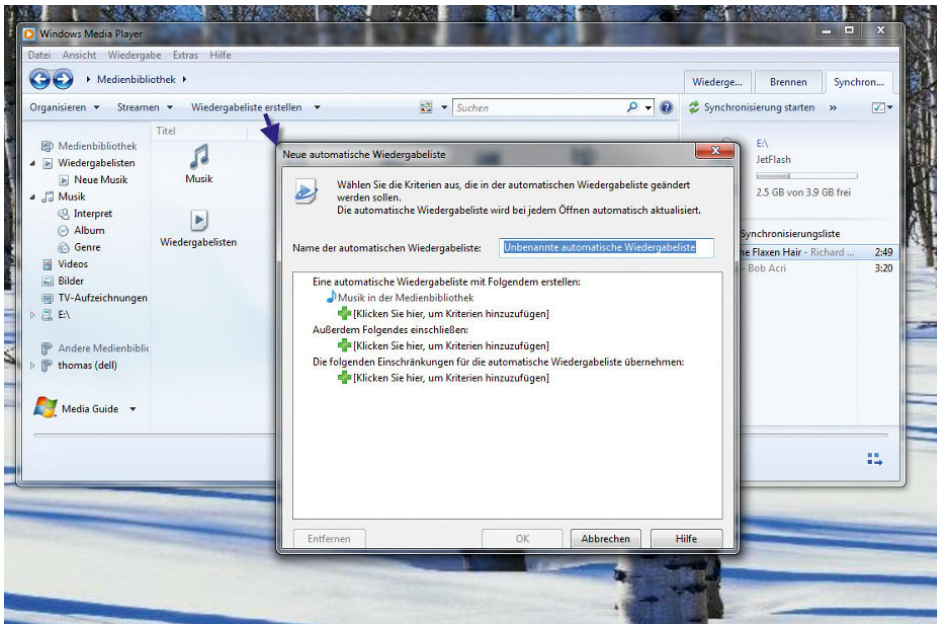 Windows Media Player
Datei Ansicht Wiedergabe Extras Hilfe
Medienbibliothek
Wiederge... Brennen Synchron...
Organisieren Streamen Wiedergabeliste erstellen Suchen Synchronisierung starten »
Titel
Medienbibliothek
Wiedergabelisten
Neue Musik
Musik
Interpret
Album
Genre
Videos
Bilder
TV-Aufzeichnungen
E:\
Andere Medienbiblic
thomas (dell)
Media Guide
Musik
Wiedergabelisten
Neue automatische Wiedergabeliste
Wählen Sie die Kriterien aus, die in der automatischen Wiedergabeliste geändert
werden sollen.
Die automatische Wiedergabeliste wird bei jedem Öffnen automatisch aktualisiert.
Name der automatischen Wiedergabeliste: Unbenannte automatische Wiedergabeliste
Eine automatische Wiedergabeliste mit Folgendem erstellen:
Musik in der Medienbibliothek
[Klicken Sie hier, um Kriterien hinzuzufügen]
Außerdem Folgendes einschließen:
[Klicken Sie hier, um Kriterien hinzuzufügen]
Die folgenden Einschränkungen für die automatische Wiedergabeliste übernehmen:
[Klicken Sie hier, um Kriterien hinzuzufügen]
Entfernen OK Abbrechen Hilfe
E:\
JetFlash
2.5 GB von 3.9 GB frei
Synchronisierungsliste
he Flaxen Hair - Richard ... 2:49
- Bob Acri 3:20